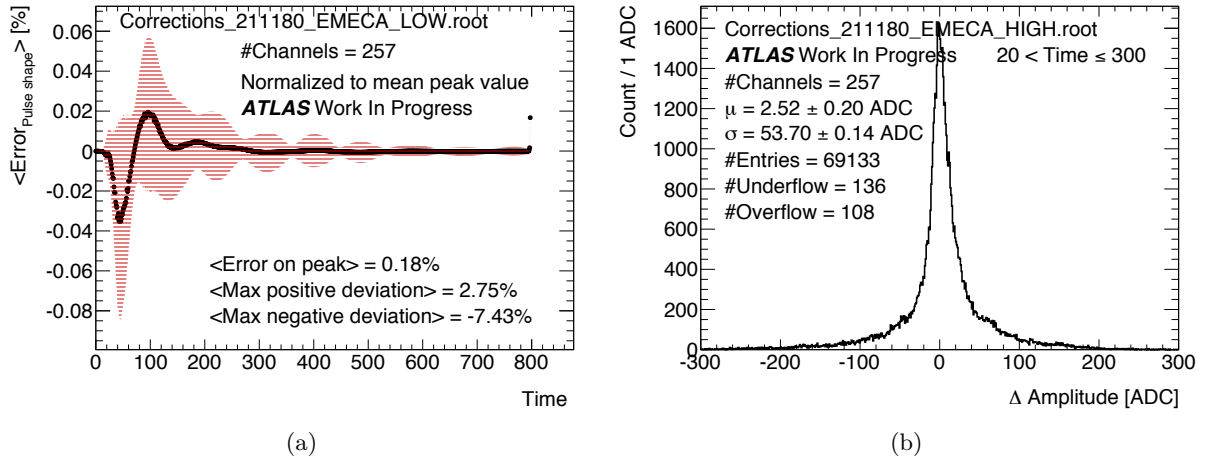 Corrections_211180_EMECA_LOW.root
#Channels = 257
Normalized to mean peak value
ATLAS Work In Progress
<Error on peak> = 0.18%
<Max positive deviation> = 2.75%
<Max negative deviation> = -7.43%
<Error_Pulse shape> [%]
0.06
0.04
0.02
0
-0.02
-0.04
-0.06
-0.08
0 100 200 300 400 500 600 700 800
Time
(a)
Corrections_211180_EMECA_HIGH.root
ATLAS Work In Progress 20 < Time ≤ 300
#Channels = 257
μ = 2.52 ± 0.20 ADC
σ = 53.70 ± 0.14 ADC
#Entries = 69133
#Underflow = 136
#Overflow = 108
Count / 1 ADC
1600
1400
1200
1000
800
600
400
200
0
-300 -200 -100 0 100 200 300
Δ Amplitude [ADC]
(b)